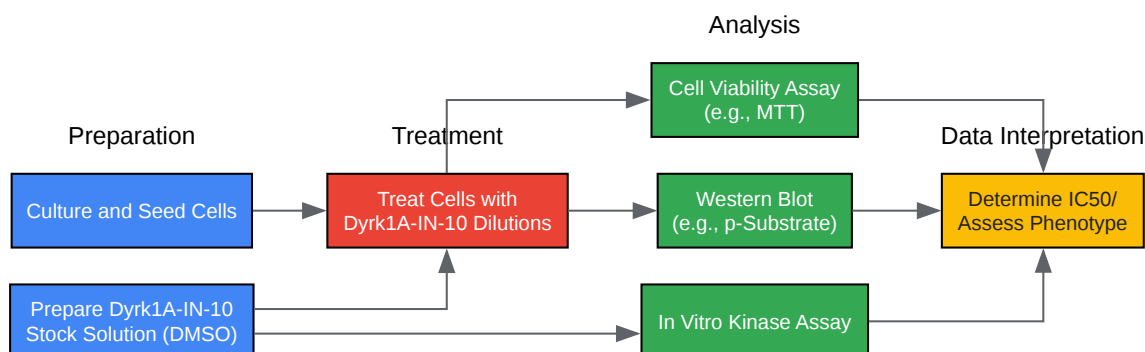 Analysis
Cell Viability Assay
(e.g., MTT)
Preparation
Treatment
Data Interpretation
Culture and Seed Cells
Treat Cells with
Dyrk1A-IN-10 Dilutions
Western Blot
(e.g., p-Substrate)
Determine IC50/
Assess Phenotype
Prepare Dyrk1A-IN-10
Stock Solution (DMSO)
In Vitro Kinase Assay